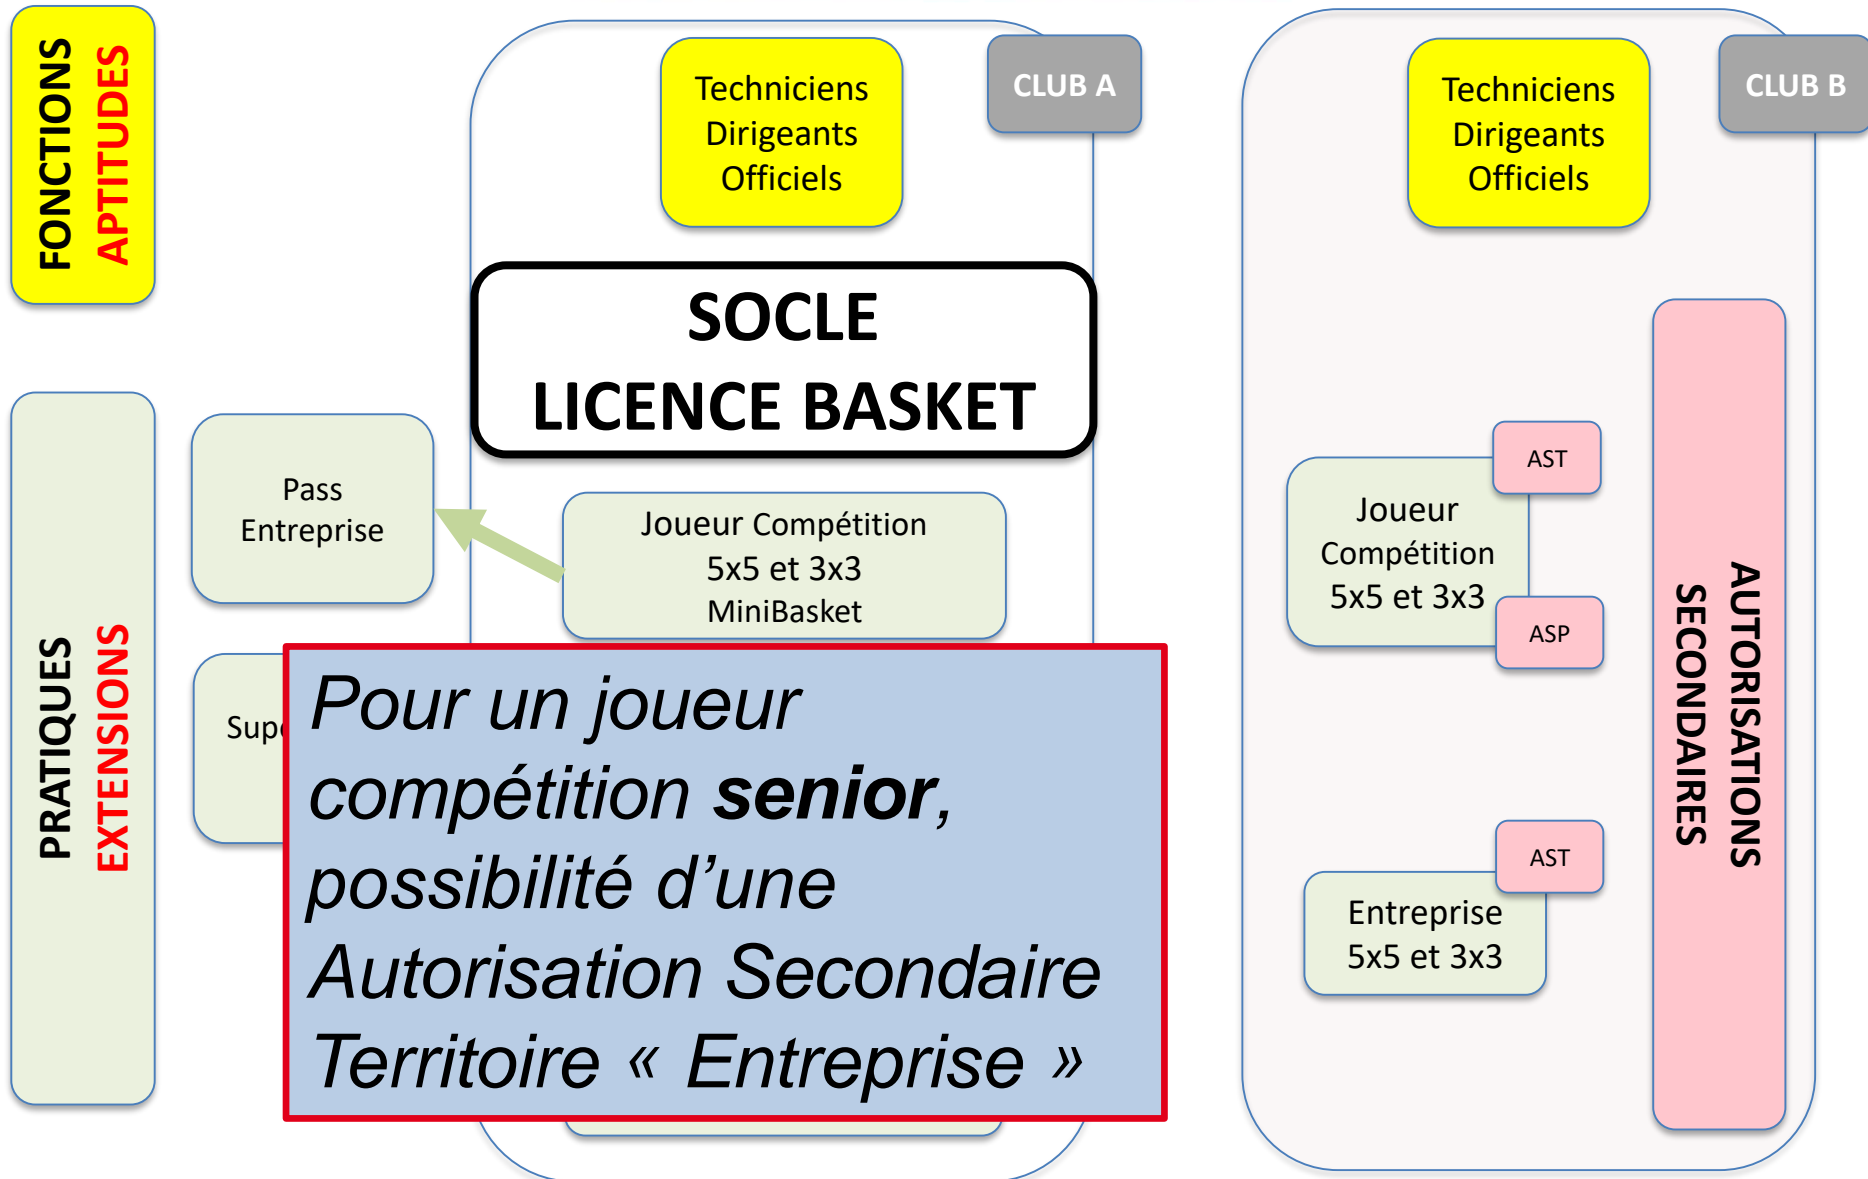 FONCTIONS
APTITUDES
Techniciens
Dirigeants
Officiels
CLUB A
SOCLE
LICENCE BASKET
PRATIQUES
EXTENSIONS
Pass
Entreprise
Joueur Compétition
5x5 et 3x3
MiniBasket
Pour un joueur
compétition senior,
possibilité d’une
Autorisation Secondaire
Territoire « Entreprise »
Techniciens
Dirigeants
Officiels
CLUB B
AST
Joueur
Compétition
5x5 et 3x3
ASP
AST
Entreprise
5x5 et 3x3
AUTORISATIONS
SECONDAIRES